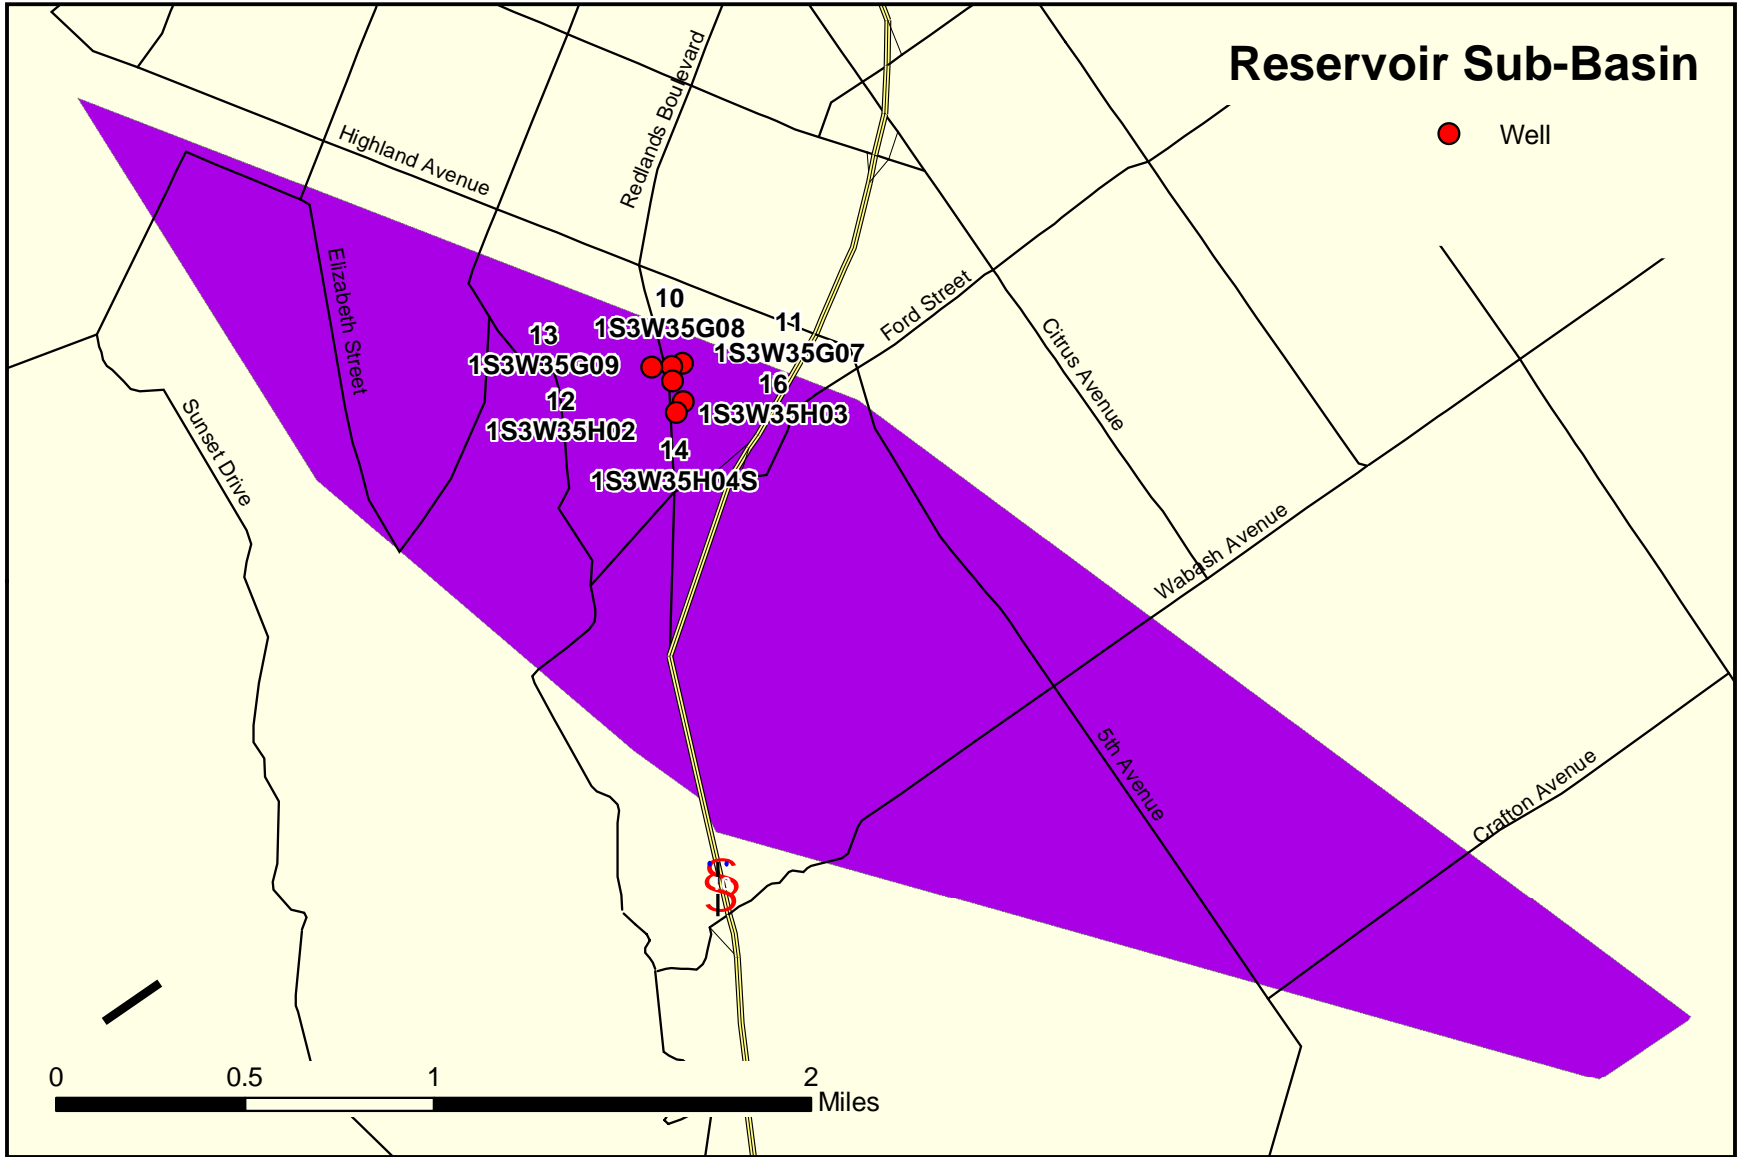 Reservoir Sub-Basin
Well
Redlands Boulevard
Highland Avenue
Elizabeth Street
10
1S3W35G08
11
1S3W35G07
13
1S3W35G09
16
1S3W35H03
12
1S3W35H02
14
1S3W35H04S
Ford Street
Citrus Avenue
Sunset Drive
Wabash Avenue
5th Avenue
Crafton Avenue
§
0 0.5 1 2
Miles